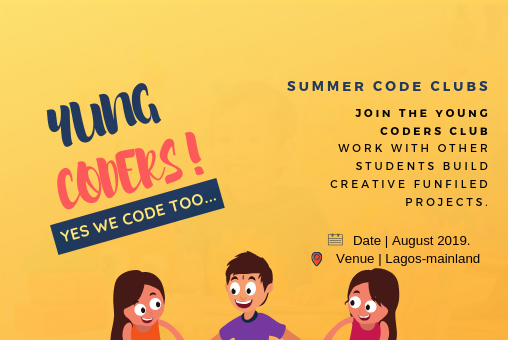 YUNG
CODERS!
YES WE CODE TOO...
SUMMER CODE CLUBS
JOIN THE YOUNG
CODERS CLUB
WORK WITH OTHER
STUDENTS BUILD
CREATIVE FUNFILED
PROJECTS.
Date | August 2019.
Venue | Lagos-mainland